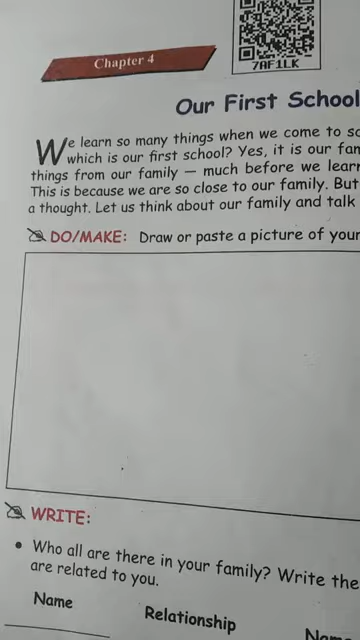 Chapter 4
7AF1LK
Our First School
We learn so many things when we come to
which is our first school? Yes, it is our
things from our family — much before we
This is because we are so close to our family. But
a thought. Let us think about our family and talk
DO/MAKE: Draw or paste a picture of your
WRITE:
• Who all are there in your family? Write the
are related to you.
Name Relationship